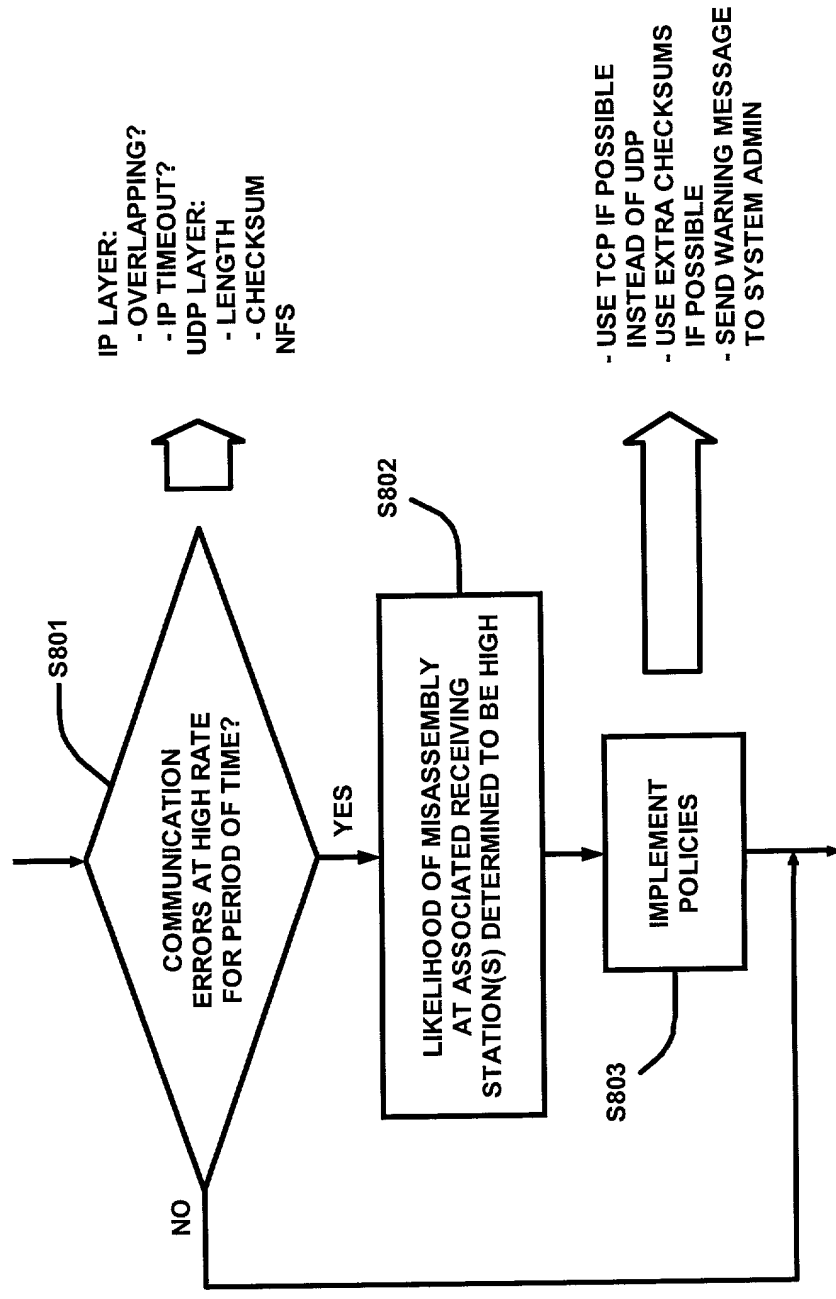 S801
COMMUNICATION
ERRORS AT HIGH RATE
FOR PERIOD OF TIME?
NO
YES
IP LAYER:
- OVERLAPPING?
- IP TIMEOUT?
UDP LAYER:
- LENGTH
- CHECKSUM
NFS
S802
LIKELIHOOD OF MISASSEMBLY
AT ASSOCIATED RECEIVING
STATION(S) DETERMINED TO BE HIGH
S803
IMPLEMENT
POLICIES
- USE TCP IF POSSIBLE
INSTEAD OF UDP
- USE EXTRA CHECKSUMS
IF POSSIBLE
- SEND WARNING MESSAGE
TO SYSTEM ADMIN